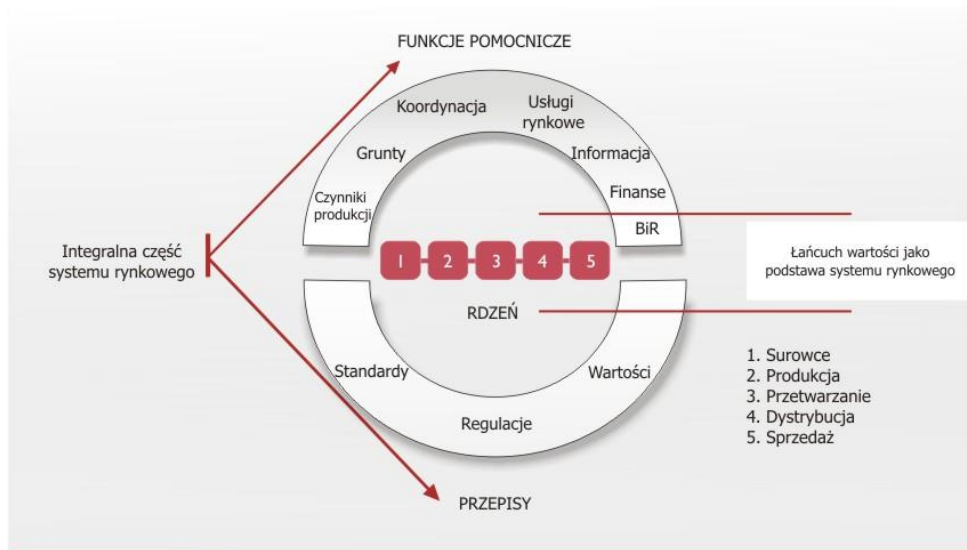 FUNKCJE POMOCNICZE
Koordynacja
Usługi
rynkowe
Grunty
Informacja
Czynniki
produkcji
Finanse
BiR
Integralna część
systemu rynkowego
1 2 3 4 5
Łańcuch wartości jako
podstawa systemu rynkowego
RDZEŃ
Standardy
Wartości
Regulacje
1. Surowce
2. Produkcja
3. Przetwarzanie
4. Dystrybucja
5. Sprzedaż
PRZEPISY